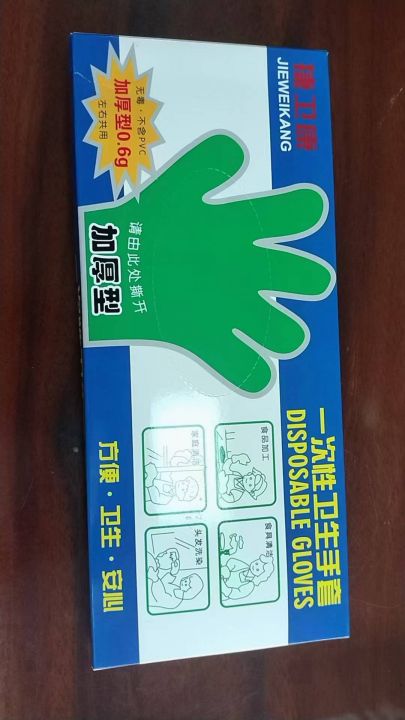 捷卫康
JIEWEIKANG
无毒·不含PVC
加厚型0.6g
左右共用
请由此处撕开
加厚型
一次性卫生手套
DISPOSABLE GLOVES
食品加工
食具清洁
家庭清洁
头发洗染
方便·卫生·安心